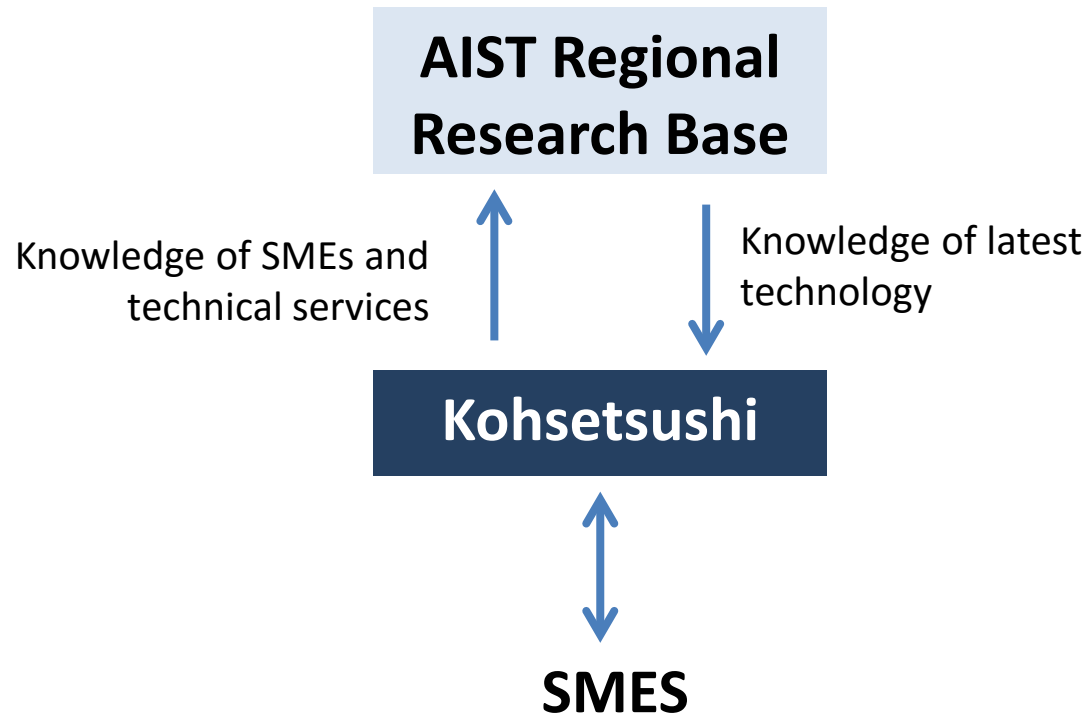 AIST Regional
Research Base
Knowledge of SMEs and
technical services
Knowledge of latest
technology
Kohsetsushi
SMES